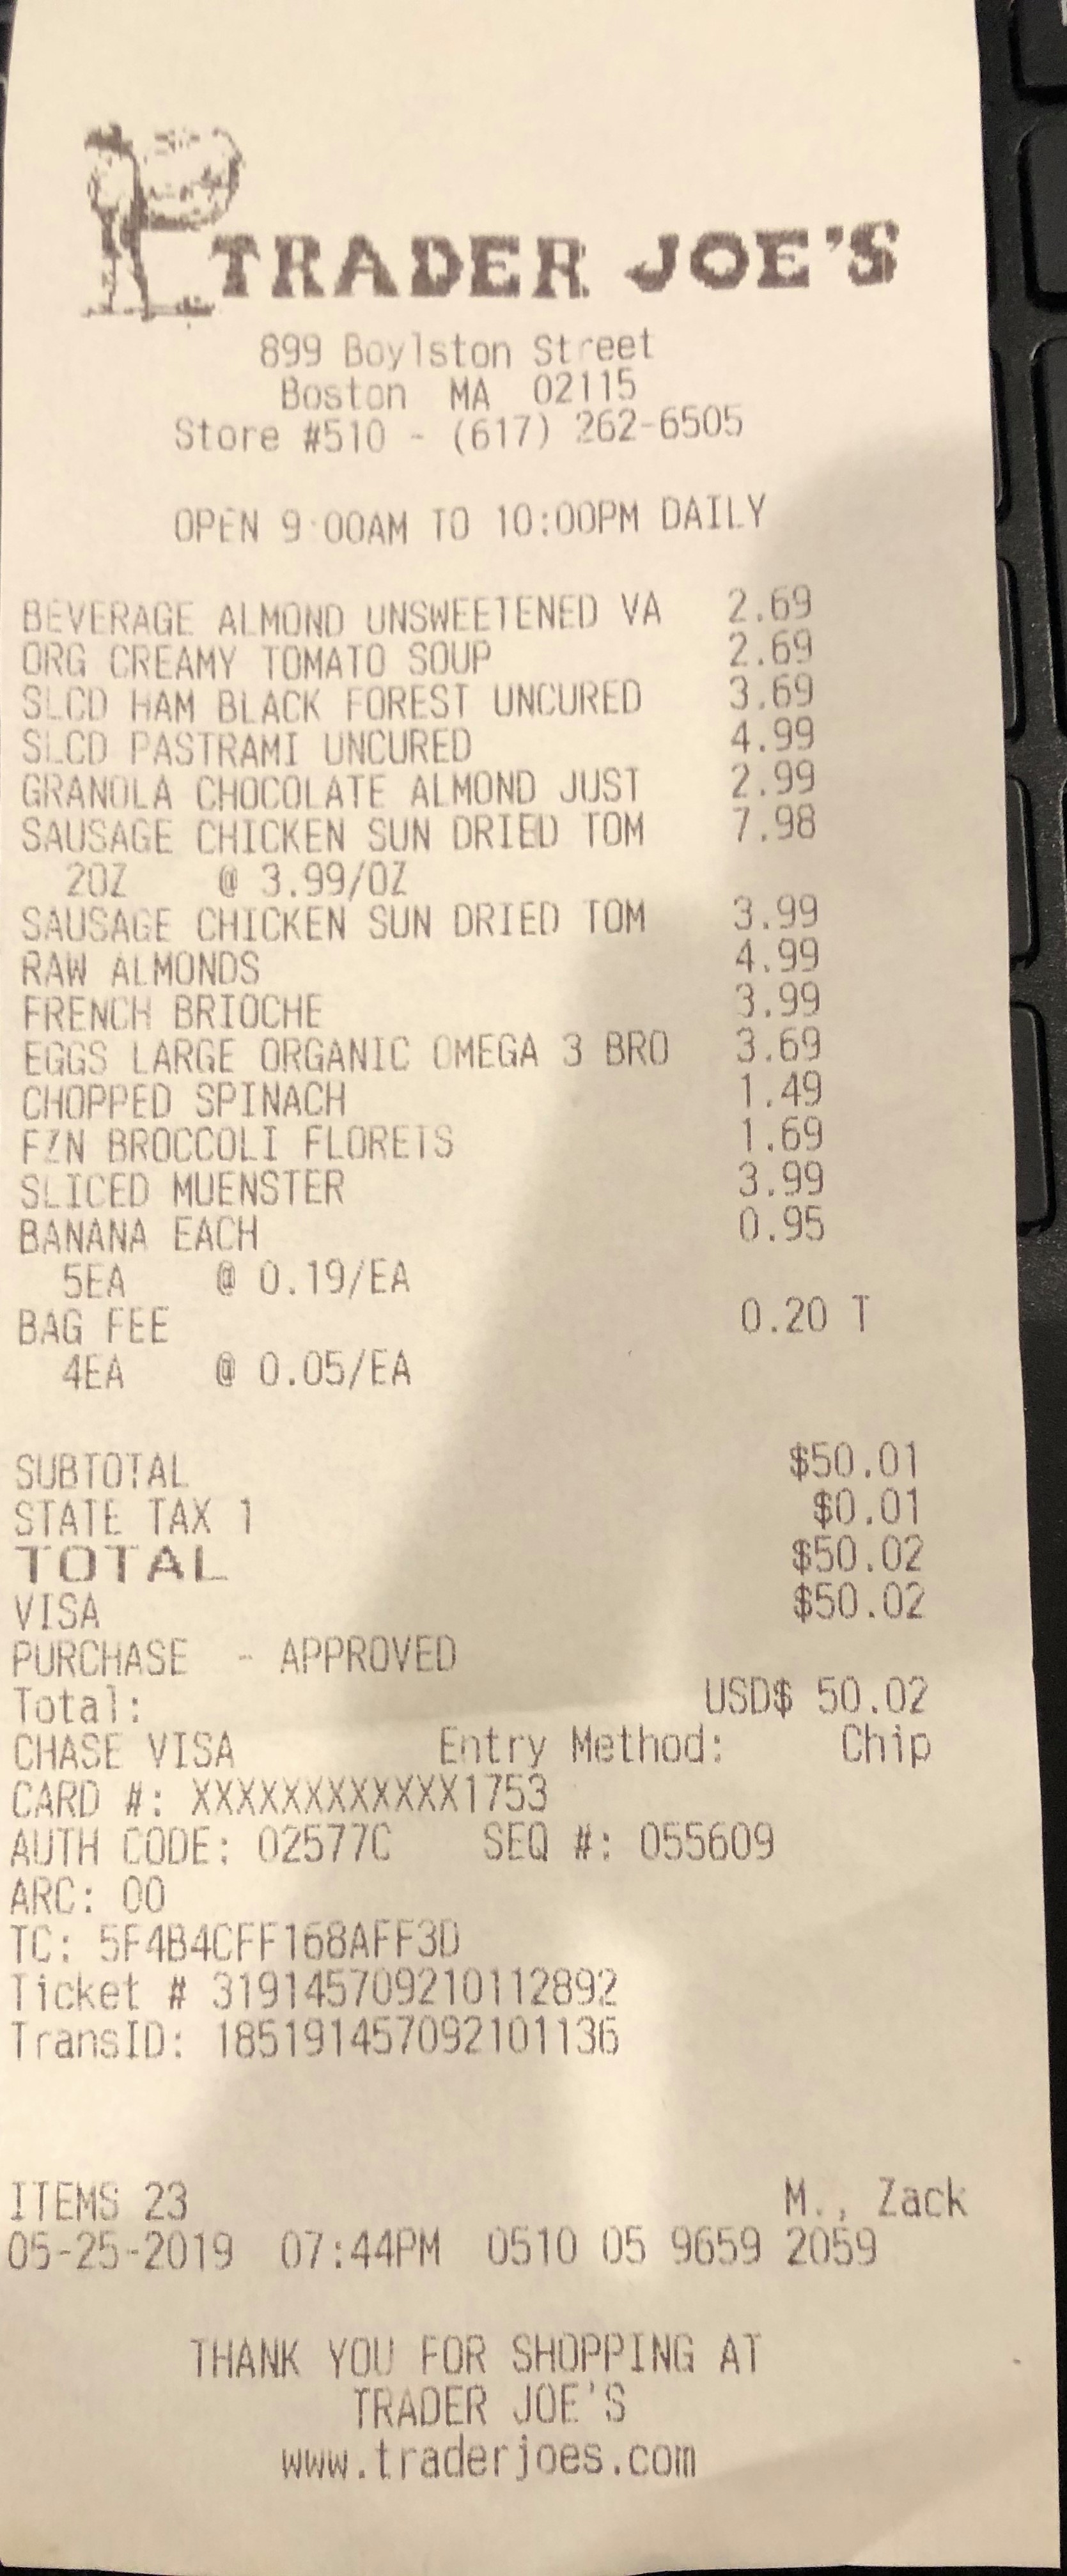 TRADER JOE'S
899 Boylston Street
Boston MA 02115
Store #510 - (617) 262-6505
OPEN 9:00AM TO 10:00PM DAILY
BEVERAGE ALMOND UNSWEETENED VA 2.69
ORG CREAMY TOMATO SOUP 2.69
SLCD HAM BLACK FOREST UNCURED 3.69
SLCD PASTRAMI UNCURED 4.99
GRANOLA CHOCOLATE ALMOND JUST 2.99
SAUSAGE CHICKEN SUN DRIED TOM 7.98
2OZ @ 3.99/OZ
SAUSAGE CHICKEN SUN DRIED TOM 3.99
RAW ALMONDS 4.99
FRENCH BRIOCHE 3.99
EGGS LARGE ORGANIC OMEGA 3 BRO 3.69
CHOPPED SPINACH 1.49
FZN BROCCOLI FLORETS 1.69
SLICED MUENSTER 3.99
BANANA EACH 0.95
5EA @ 0.19/EA
BAG FEE 0.20 T
4EA @ 0.05/EA
SUBTOTAL $50.01
STATE TAX 1 $0.01
TOTAL $50.02
VISA $50.02
PURCHASE - APPROVED
Total: USD$ 50.02
CHASE VISA Entry Method: Chip
CARD #: XXXXXXXXXXXX1753
AUTH CODE: 02577C SEQ #: 055609
ARC: 00
TC: 5F4B4CFF168AFF3D
Ticket # 319145709210112892
TransID: 185191457092101136
ITEMS 23 M., Zack
05-25-2019 07:44PM 0510 05 9659 2059
THANK YOU FOR SHOPPING AT
TRADER JOE'S
www.traderjoes.com